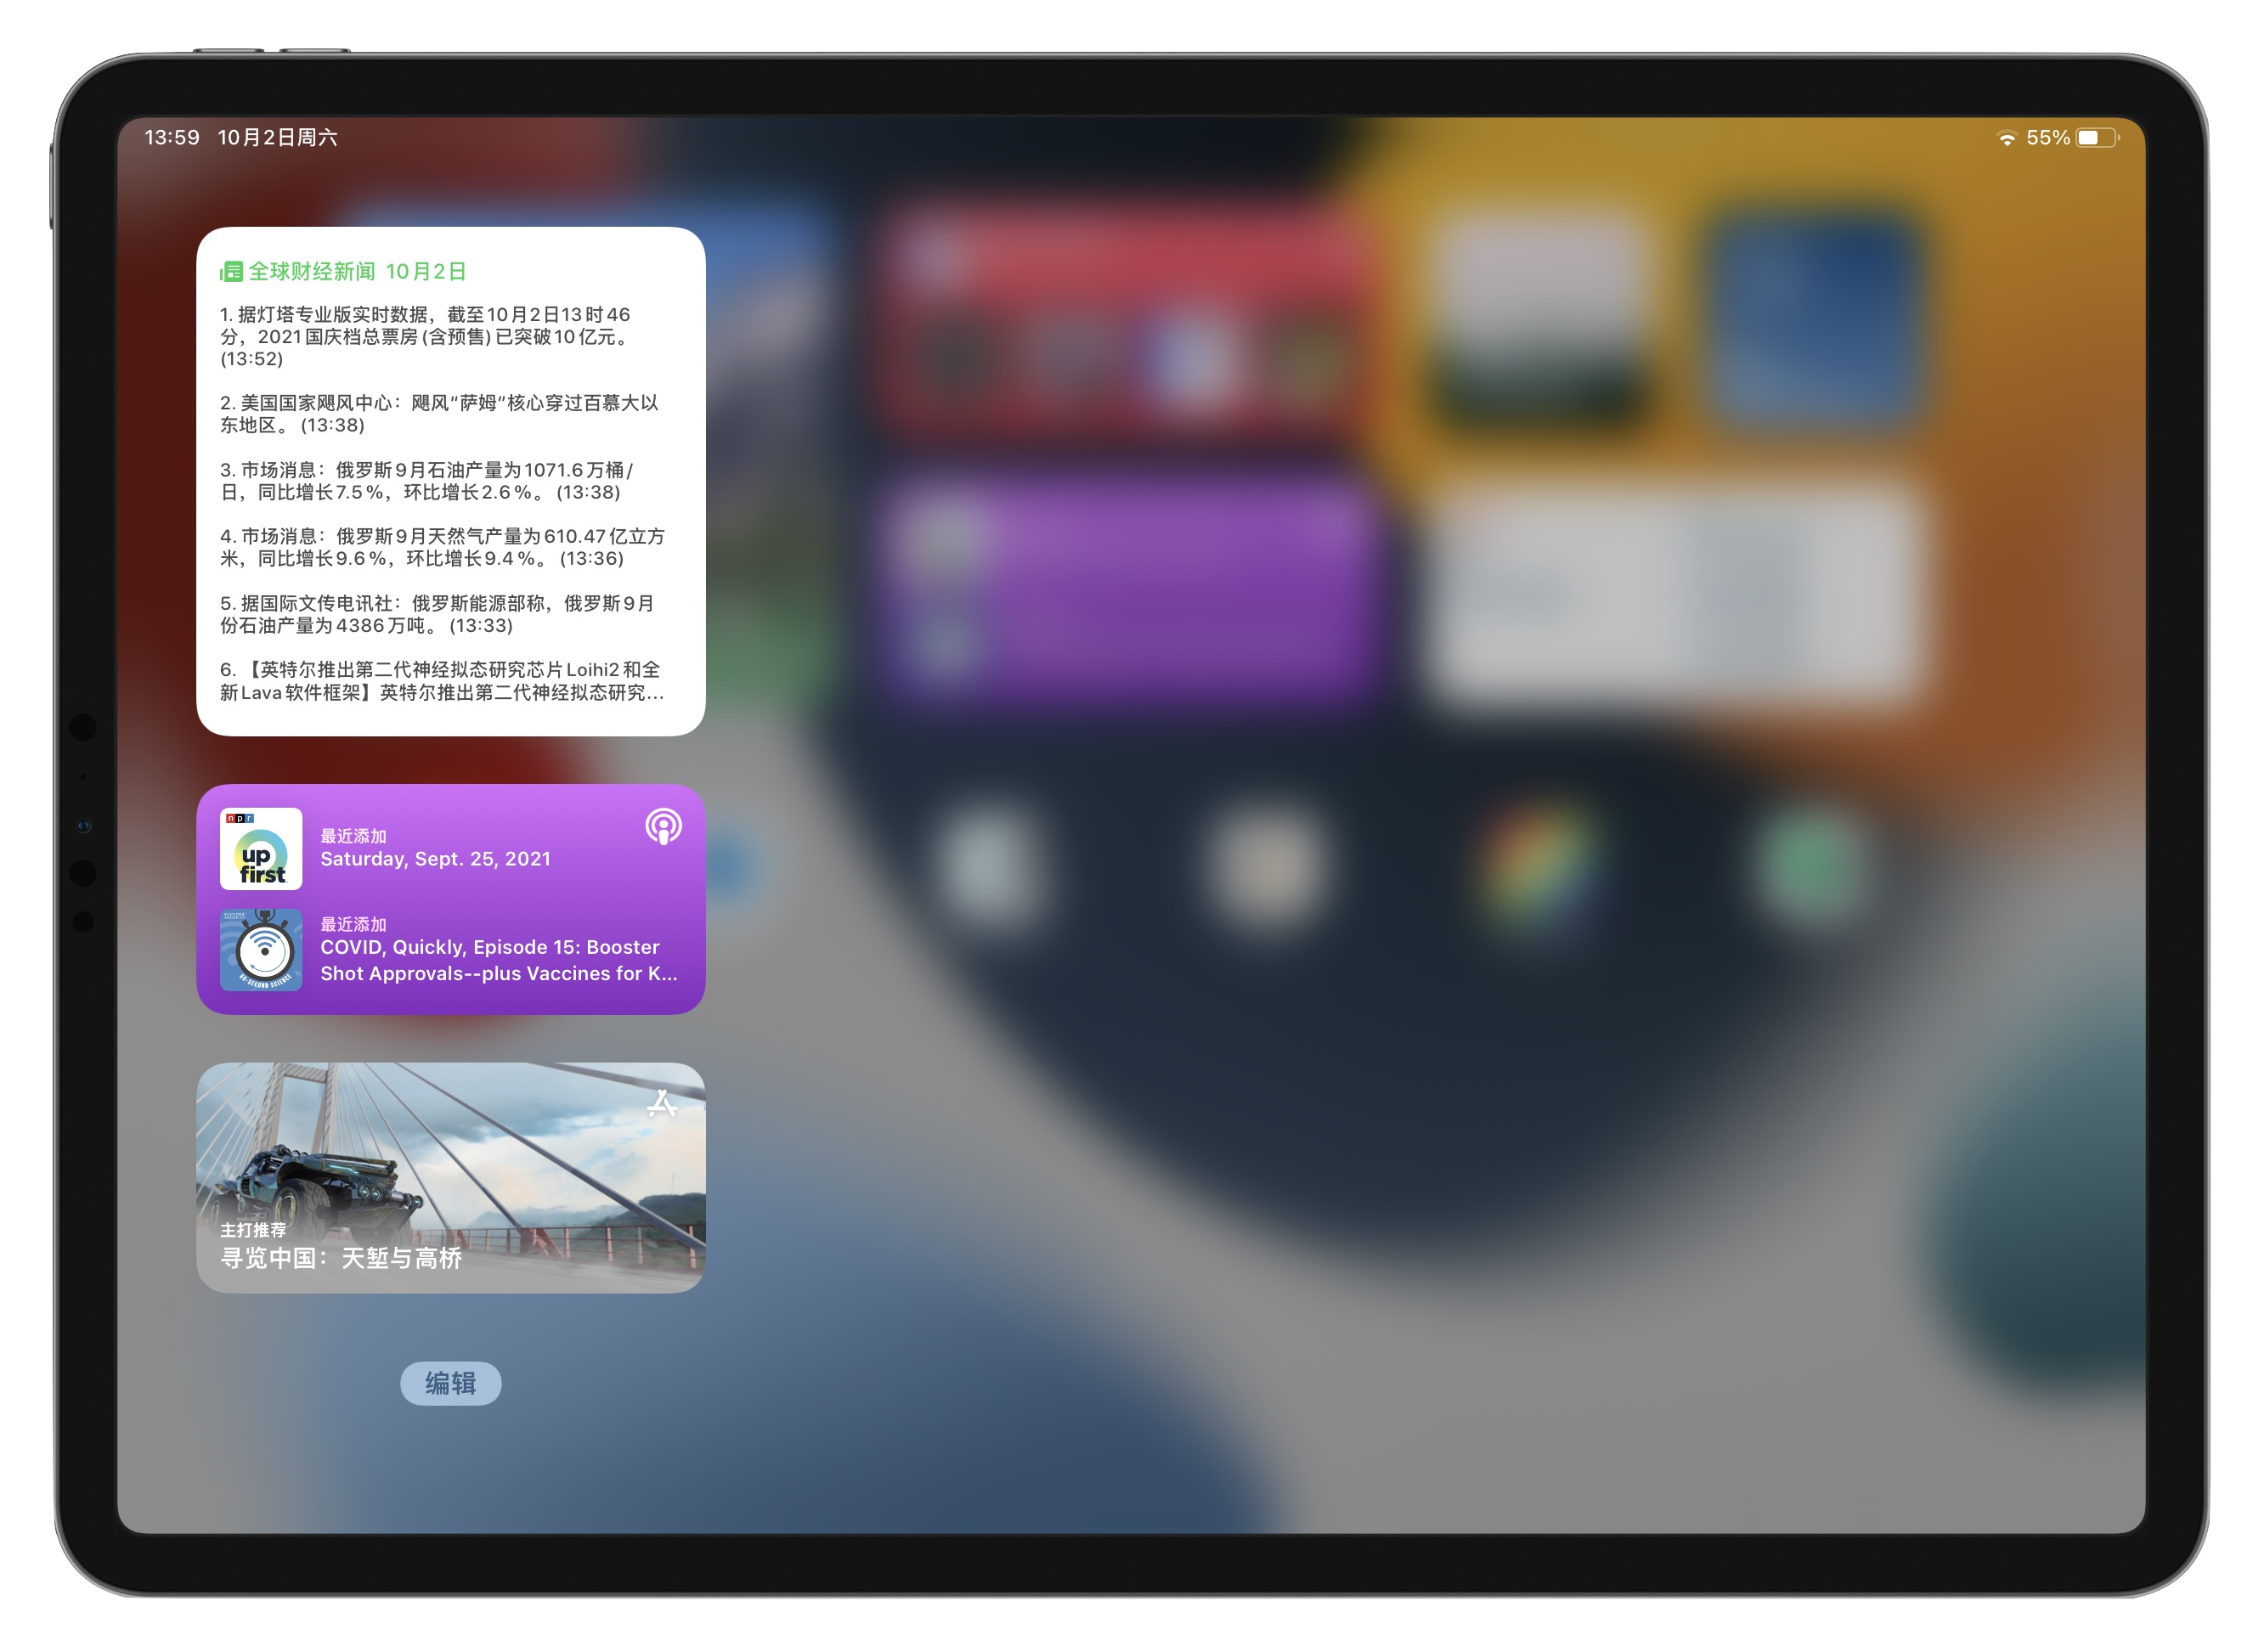 13:59 10月2日周六
55%
全球财经新闻 10月2日
1. 据灯塔专业版实时数据，截至10月2日13时46
分，2021国庆档总票房(含预售)已突破10亿元。
(13:52)
2. 美国国家飓风中心：飓风“萨姆”核心穿过百慕大以
东地区。(13:38)
3. 市场消息：俄罗斯9月石油产量为1071.6万桶/
日，同比增长7.5%，环比增长2.6%。(13:38)
4. 市场消息：俄罗斯9月天然气产量为610.47亿立方
米，同比增长9.6%，环比增长9.4%。(13:36)
5. 据国际文传电讯社：俄罗斯能源部称，俄罗斯9月
份石油产量为4386万吨。(13:33)
6. 【英特尔推出第二代神经拟态研究芯片Loihi2和全
新Lava软件框架】英特尔推出第二代神经拟态研究...
npr
up
first
最近添加
Saturday, Sept. 25, 2021
60-SECOND SCIENCE
最近添加
COVID, Quickly, Episode 15: Booster
Shot Approvals--plus Vaccines for K...
主打推荐
寻览中国：天堑与高桥
编辑